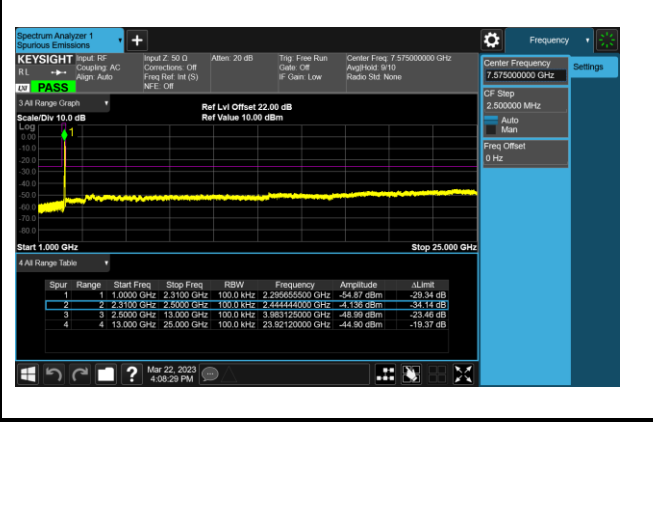 Spectrum Analyzer 1
Spurious Emissions
Frequency
KEYSIGHT
RL
Input: RF
Coupling: AC
Align: Auto
Input Z: 50 Ω
Corrections: Off
Freq Ref: Int (S)
NFE: Off
Atten: 20 dB
Trig: Free Run
Gate: Off
IF Gain: Low
Center Freq: 7.575000000 GHz
Avg|Hold: 9/10
Radio Std: None
LXI PASS
3 All Range Graph
Ref Lvl Offset 22.00 dB
Scale/Div 10.0 dB
Ref Value 10.00 dBm
Log
0.00
-10.0
-20.0
-30.0
-40.0
-50.0
-60.0
-70.0
-80.0
1
Start 1.000 GHz
Stop 25.000 GHz
4 All Range Table
Spur Range Start Freq Stop Freq RBW Frequency Amplitude ΔLimit
1 1 1.0000 GHz 2.3100 GHz 100.0 kHz 2.295655500 GHz -54.87 dBm -29.34 dB
2 2 2.3100 GHz 2.5000 GHz 100.0 kHz 2.444444000 GHz -4.136 dBm -34.14 dB
3 3 2.5000 GHz 13.000 GHz 100.0 kHz 3.983125000 GHz -48.99 dBm -23.46 dB
4 4 13.000 GHz 25.000 GHz 100.0 kHz 23.92120000 GHz -44.90 dBm -19.37 dB
Mar 22, 2023
4:08:29 PM
Center Frequency
7.575000000 GHz
Settings
CF Step
2.500000 MHz
Auto
Man
Freq Offset
0 Hz